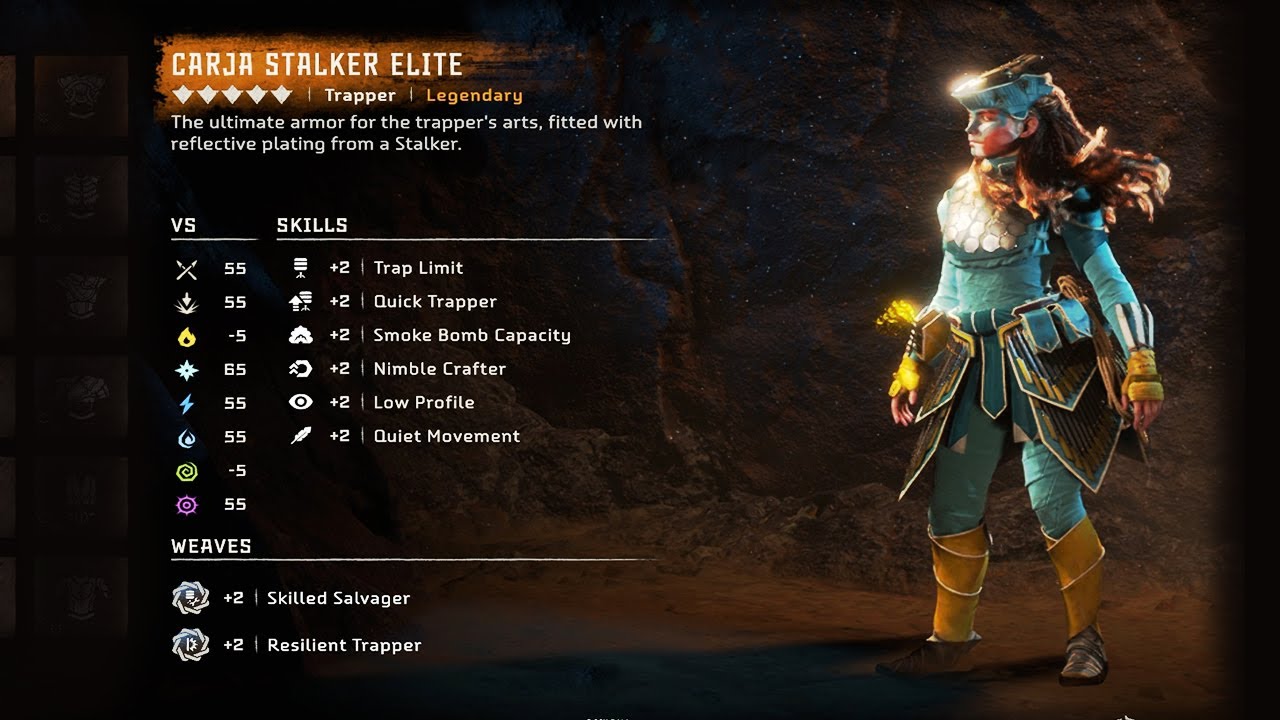 CARJA STALKER ELITE
Trapper | Legendary
The ultimate armor for the trapper's arts, fitted with
reflective plating from a Stalker.
VS SKILLS
55 +2 | Trap Limit
55 +2 | Quick Trapper
-5 +2 | Smoke Bomb Capacity
65 +2 | Nimble Crafter
55 +2 | Low Profile
55 +2 | Quiet Movement
-5
55
WEAVES
+2 | Skilled Salvager
+2 | Resilient Trapper